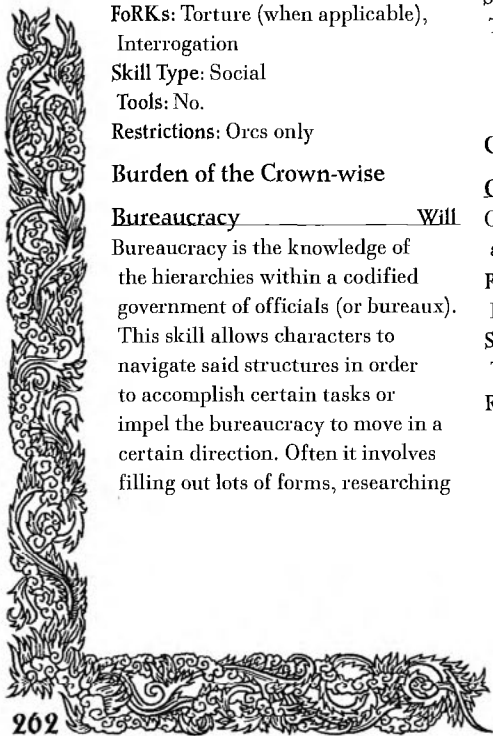 FoRKs: Torture (when applicable),
Interrogation
Skill Type: Social
Tools: No.
Restrictions: Orcs only
Burden of the Crown-wise
Bureaucracy Will
Bureaucracy is the knowledge of
the hierarchies within a codified
government of officials (or bureaux).
This skill allows characters to
navigate said structures in order
to accomplish certain tasks or
impel the bureaucracy to move in a
certain direction. Often it involves
filling out lots of forms, researching
262